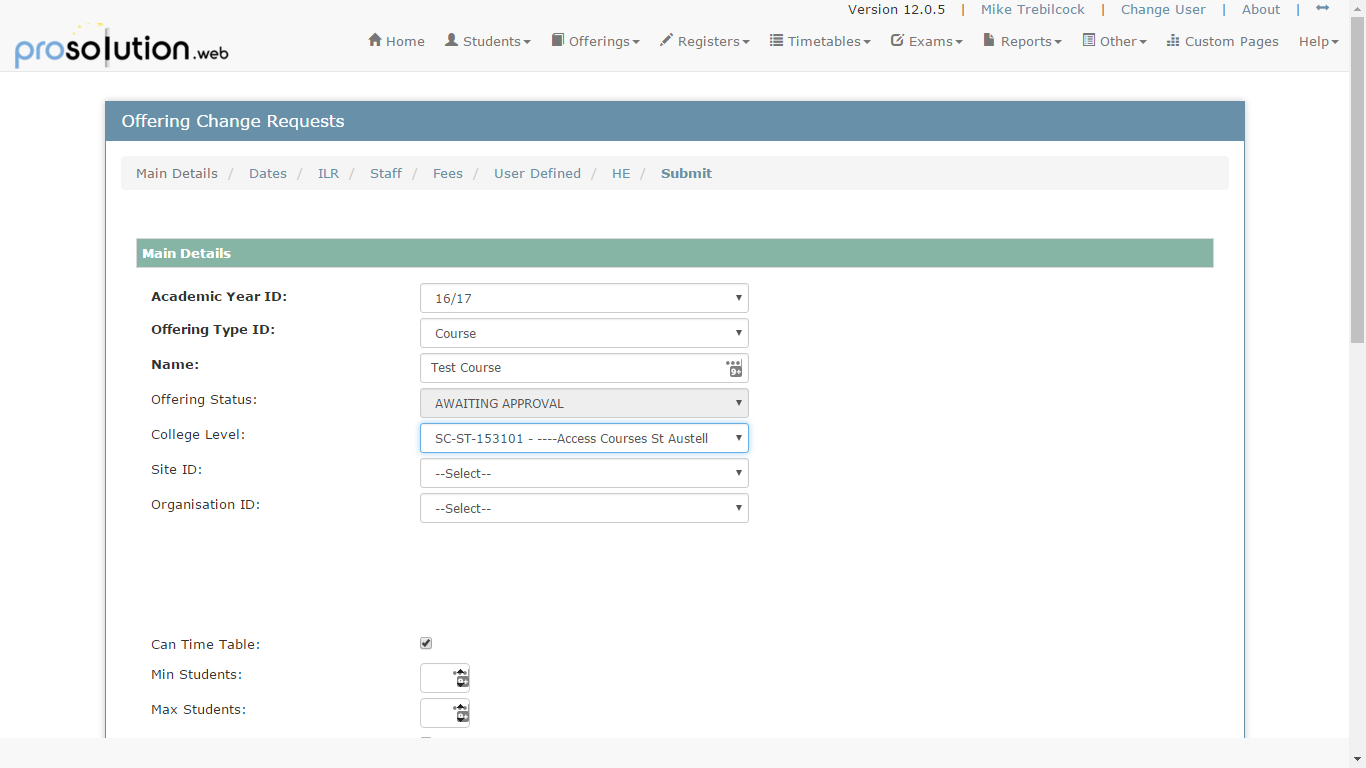 Version 12.0.5 | Mike Trebilcock | Change User | About |
prosolution.web
Home Students Offerings Registers Timetables Exams Reports Other Custom Pages Help
Offering Change Requests
Main Details / Dates / ILR / Staff / Fees / User Defined / HE / Submit
Main Details
Academic Year ID: 16/17
Offering Type ID: Course
Name: Test Course
Offering Status: AWAITING APPROVAL
College Level: SC-ST-153101 - ----Access Courses St Austell
Site ID: --Select--
Organisation ID: --Select--
Can Time Table:
Min Students:
Max Students: